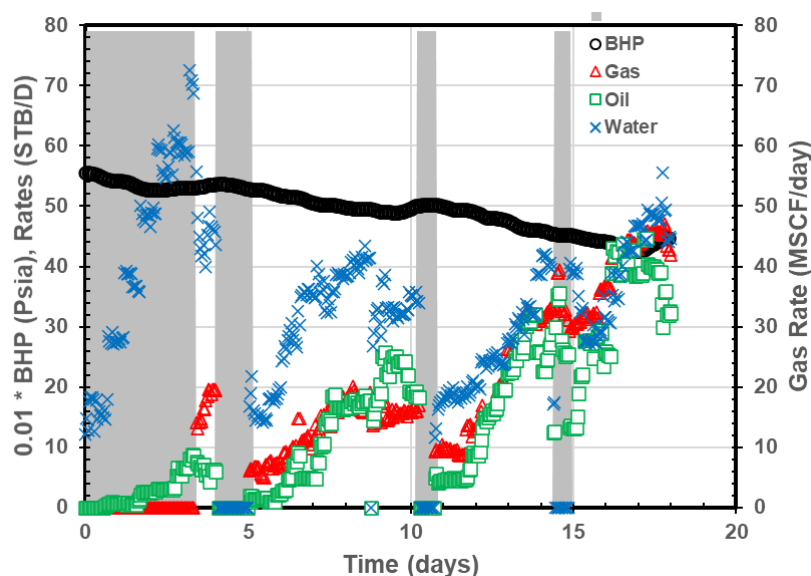 80
70
60
50
40
30
20
10
0
0.01 * BHP (Psia), Rates (STB/D)
80
70
60
50
40
30
20
10
0
Gas Rate (MSCF/day)
BHP
Gas
Oil
Water
0 5 10 15 20
Time (days)